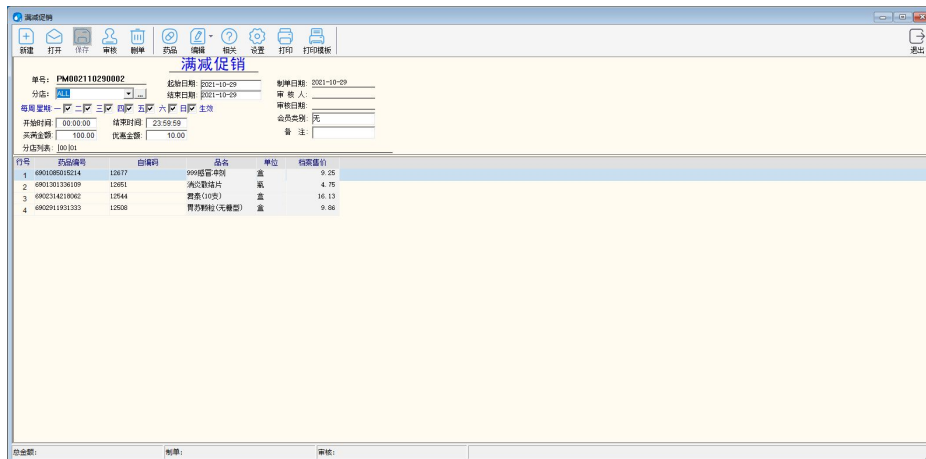 满减促销
新建 打开 保存 审核 删单 药品 编辑 相关 设置 打印 打印模板 退出
满减促销
单号: PM002110290002 起始日期: 2021-10-29 制单日期: 2021-10-29
分店: ALL ... 结束日期: 2021-10-29 审核人:
每周星期:一 二 三 四 五 六 日 生效 审核日期:
开始时间: 00:00:00 结束时间: 23:59:59 会员类别: 无
买满金额: 100.00 优惠金额: 10.00 备 注:
分店列表: |00|01
行号 药品编号 自编码 品名 单位 档案售价
1 6901085015214 12677 999感冒冲剂 盒 9.25
2 6901301336109 12651 消炎散结片 瓶 4.75
3 6902314218062 12544 君泰(10支) 盒 16.13
4 6902911931333 12508 胃苏颗粒(无糖型) 盒 9.86
总金额: 制单: 审核: